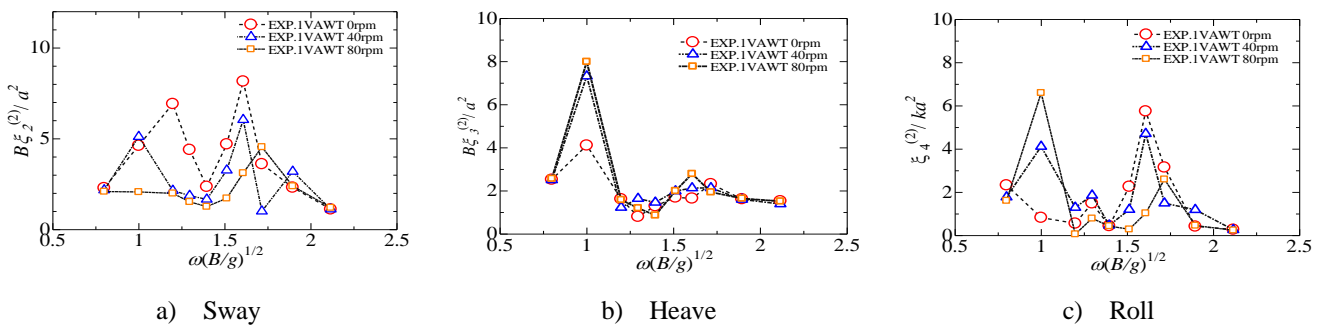 EXP.1VAWT 0rpm
EXP.1VAWT 40rpm
EXP.1VAWT 80rpm
10
5
0
Bξ₂⁽²⁾/a²
0.5 1 1.5 2 2.5
ω(B/g)^{1/2}
a) Sway
EXP.1VAWT 0rpm
EXP.1VAWT 40rpm
EXP.1VAWT 80rpm
10
8
6
4
2
0
Bξ₃⁽²⁾/a²
0.5 1 1.5 2 2.5
ω(B/g)^{1/2}
b) Heave
EXP.1VAWT 0rpm
EXP.1VAWT 40rpm
EXP.1VAWT 80rpm
10
8
6
4
2
0
ξ₄⁽²⁾/ka²
0.5 1 1.5 2 2.5
ω(B/g)^{1/2}
c) Roll